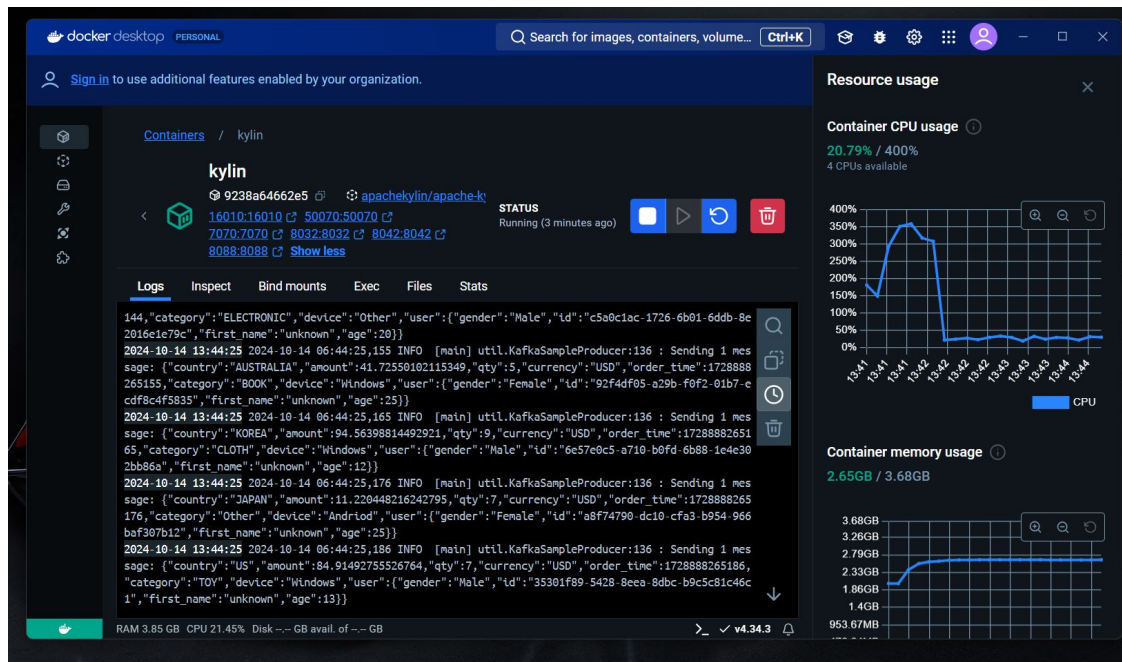 docker desktop PERSONAL
Search for images, containers, volume... Ctrl+K
Sign in to use additional features enabled by your organization.
Containers / kylin
kylin
9238a64662e5 apachekylin/apache-ky
16010:16010 50070:50070
7070:7070 8032:8032 8042:8042
8088:8088 Show less
STATUS
Running (3 minutes ago)
Logs Inspect Bind mounts Exec Files Stats
144,"category":"ELECTRONIC","device":"Other","user":{"gender":"Male","id":"c5a0c1ac-1726-6b01-6ddb-8e
2016e1e79c","first_name":"unknown","age":20}}
2024-10-14 13:44:25 2024-10-14 06:44:25,155 INFO [main] util.KafkaSampleProducer:136 : Sending 1 mes
sage: {"country":"AUSTRALIA","amount":41.72550102115349,"qty":5,"currency":"USD","order_time":1728888
265155,"category":"BOOK","device":"Windows","user":{"gender":"Female","id":"92f4df05-a29b-f0f2-01b7-e
cdf8c4f5835","first_name":"unknown","age":25}}
2024-10-14 13:44:25 2024-10-14 06:44:25,165 INFO [main] util.KafkaSampleProducer:136 : Sending 1 mes
sage: {"country":"KOREA","amount":94.56398814492921,"qty":9,"currency":"USD","order_time":17288882651
65,"category":"CLOTH","device":"Windows","user":{"gender":"Male","id":"6e57e0c5-a710-b0fd-6b88-1e4e30
2bb86a","first_name":"unknown","age":12}}
2024-10-14 13:44:25 2024-10-14 06:44:25,176 INFO [main] util.KafkaSampleProducer:136 : Sending 1 mes
sage: {"country":"JAPAN","amount":11.220448216242795,"qty":7,"currency":"USD","order_time":1728888265
176,"category":"Other","device":"Andriod","user":{"gender":"Female","id":"a8f74790-dc10-cfa3-b954-966
baf307b12","first_name":"unknown","age":25}}
2024-10-14 13:44:25 2024-10-14 06:44:25,186 INFO [main] util.KafkaSampleProducer:136 : Sending 1 mes
sage: {"country":"US","amount":84.91492755526764,"qty":7,"currency":"USD","order_time":1728888265186,
"category":"TOY","device":"Windows","user":{"gender":"Male","id":"35301f89-5428-8eea-8dbc-b9c5c81c46c
1","first_name":"unknown","age":13}}
RAM 3.85 GB CPU 21.45% Disk --.-- GB avail. of --.-- GB
v4.34.3
Resource usage
Container CPU usage
20.79% / 400%
4 CPUs available
400%
350%
300%
250%
200%
150%
100%
50%
0%
13:41 13:41 13:41 13:42 13:42 13:42 13:42 13:43 13:43 13:43 13:44 13:44
CPU
Container memory usage
2.65GB / 3.68GB
3.68GB
3.26GB
2.79GB
2.33GB
1.86GB
1.4GB
953.67MB